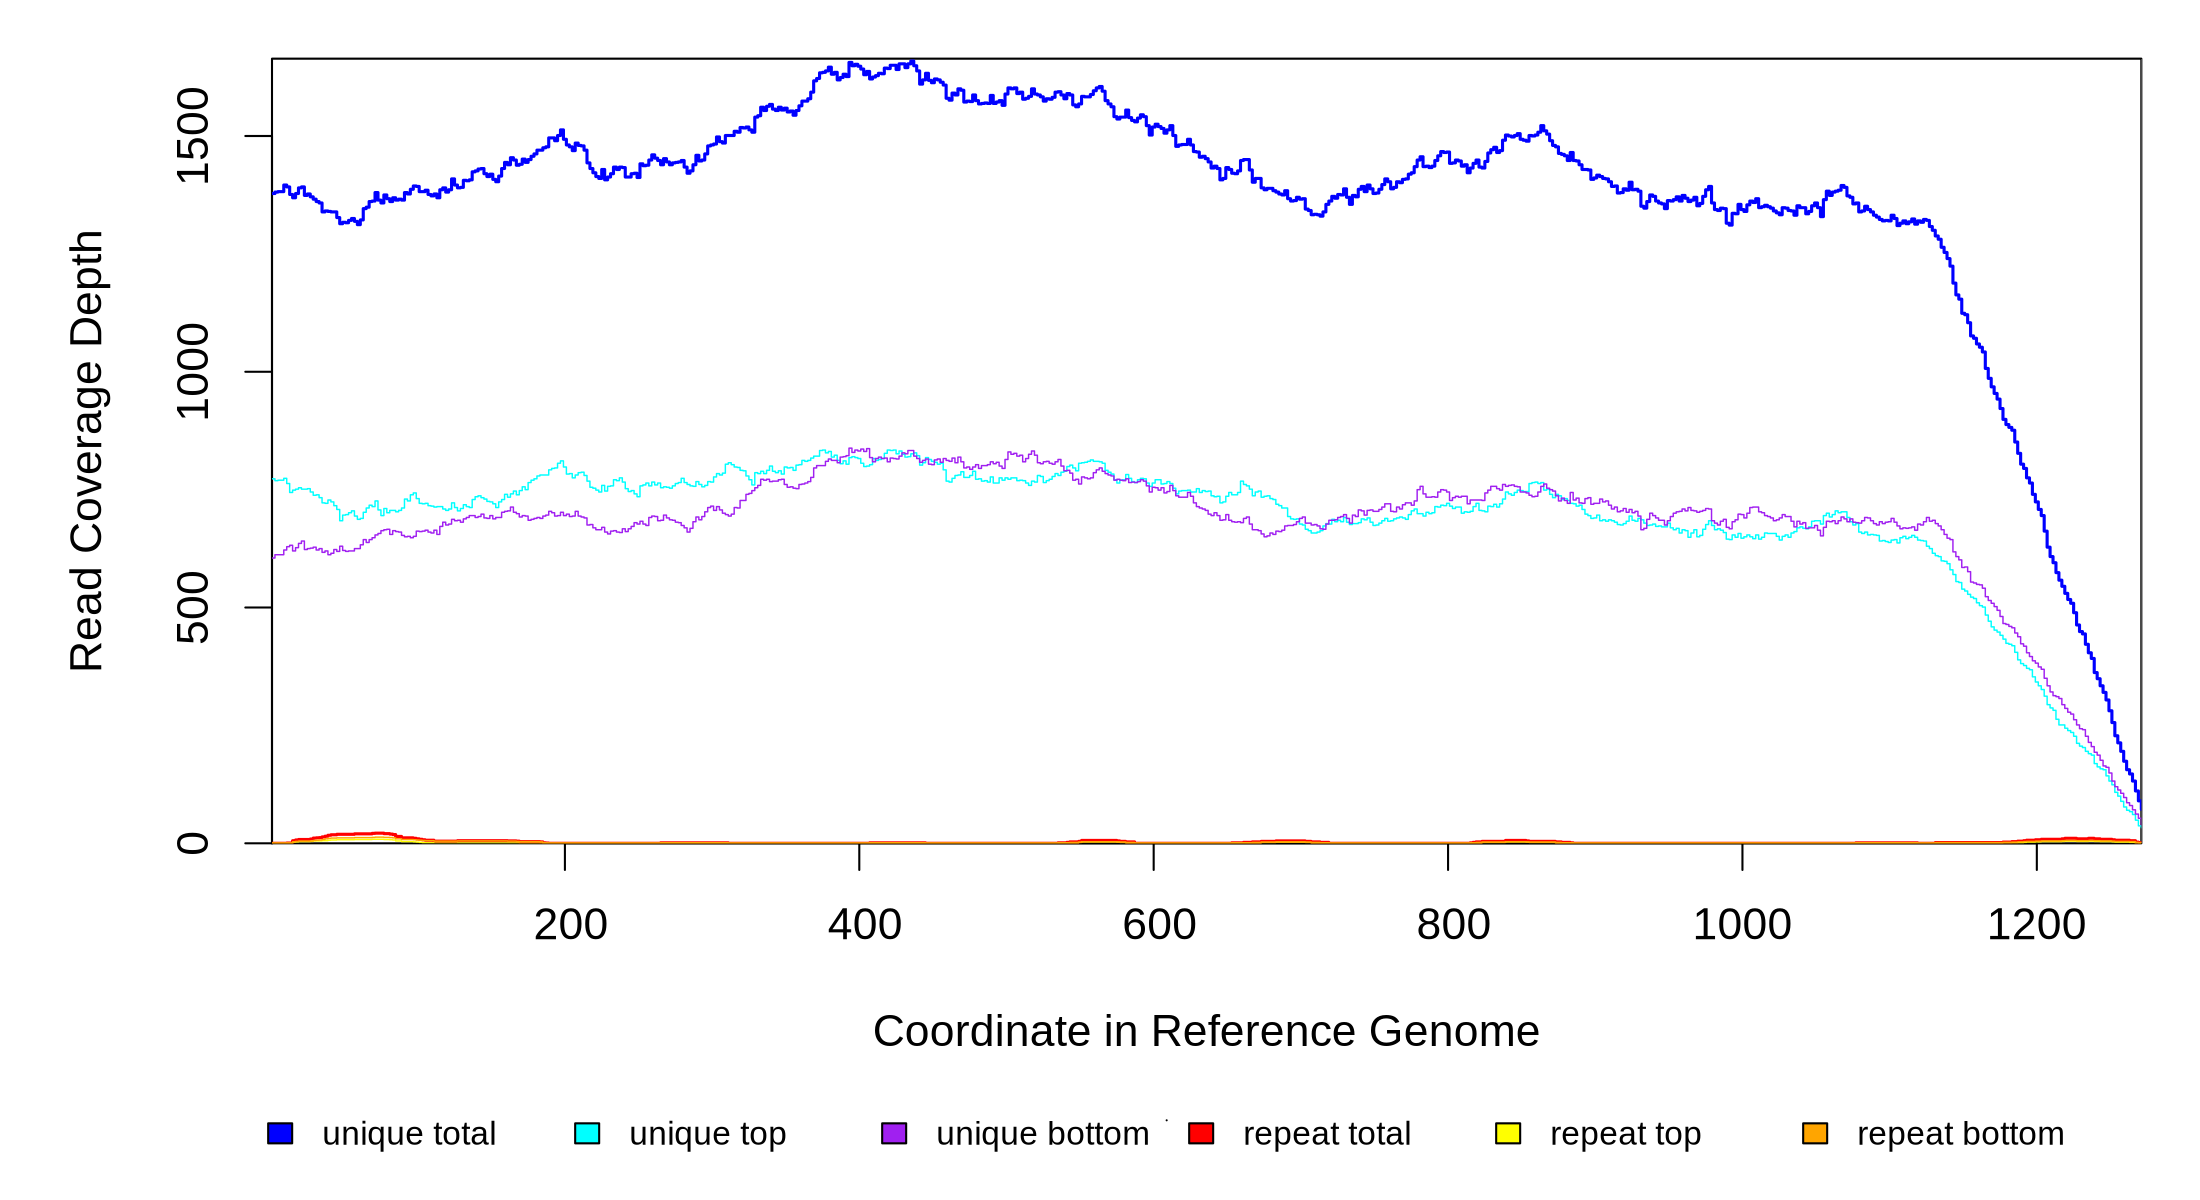 Read Coverage Depth
1500
1000
500
0
200 400 600 800 1000 1200
Coordinate in Reference Genome
unique total unique top unique bottom repeat total repeat top repeat bottom